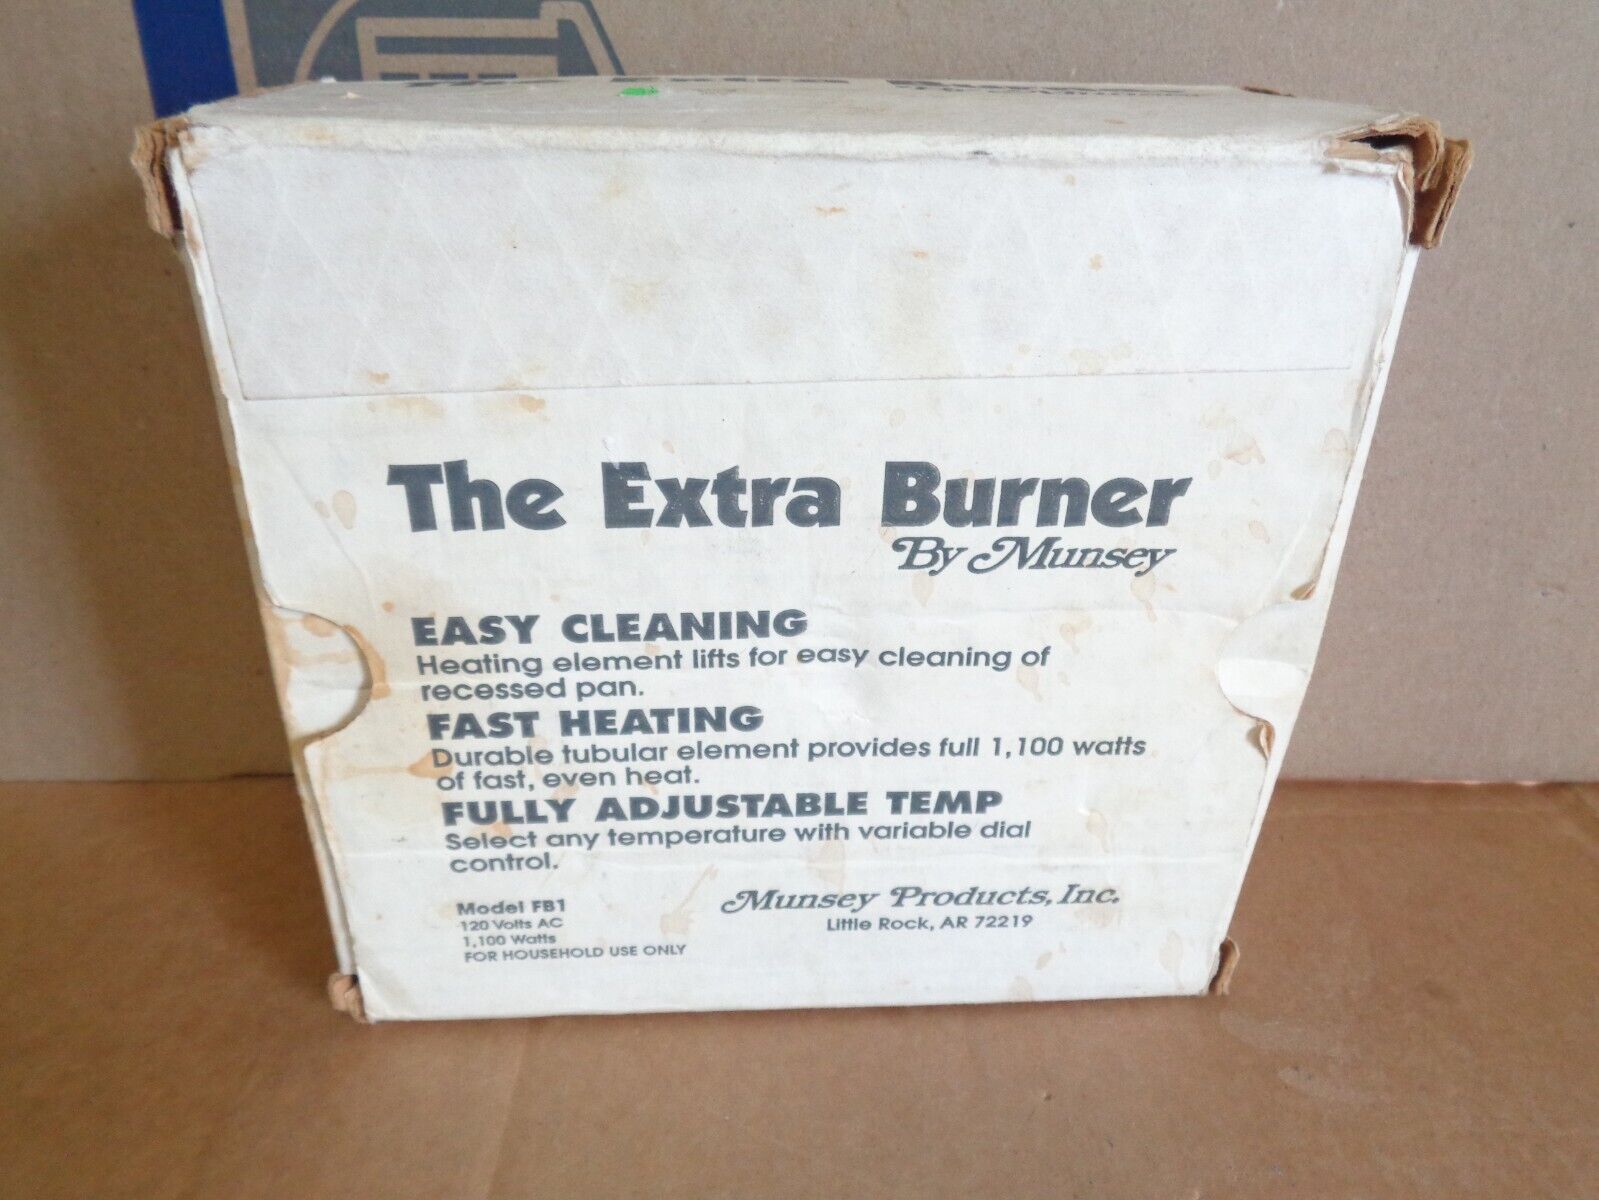 The Extra Burner
The Extra Burner
By Munsey
EASY CLEANING
Heating element lifts for easy cleaning of
recessed pan.
FAST HEATING
Durable tubular element provides full 1,100 watts
of fast, even heat.
FULLY ADJUSTABLE TEMP
Select any temperature with variable dial
control.
Model FB1
120 Volts AC
1,100 Watts
FOR HOUSEHOLD USE ONLY
Munsey Products, Inc.
Little Rock, AR 72219